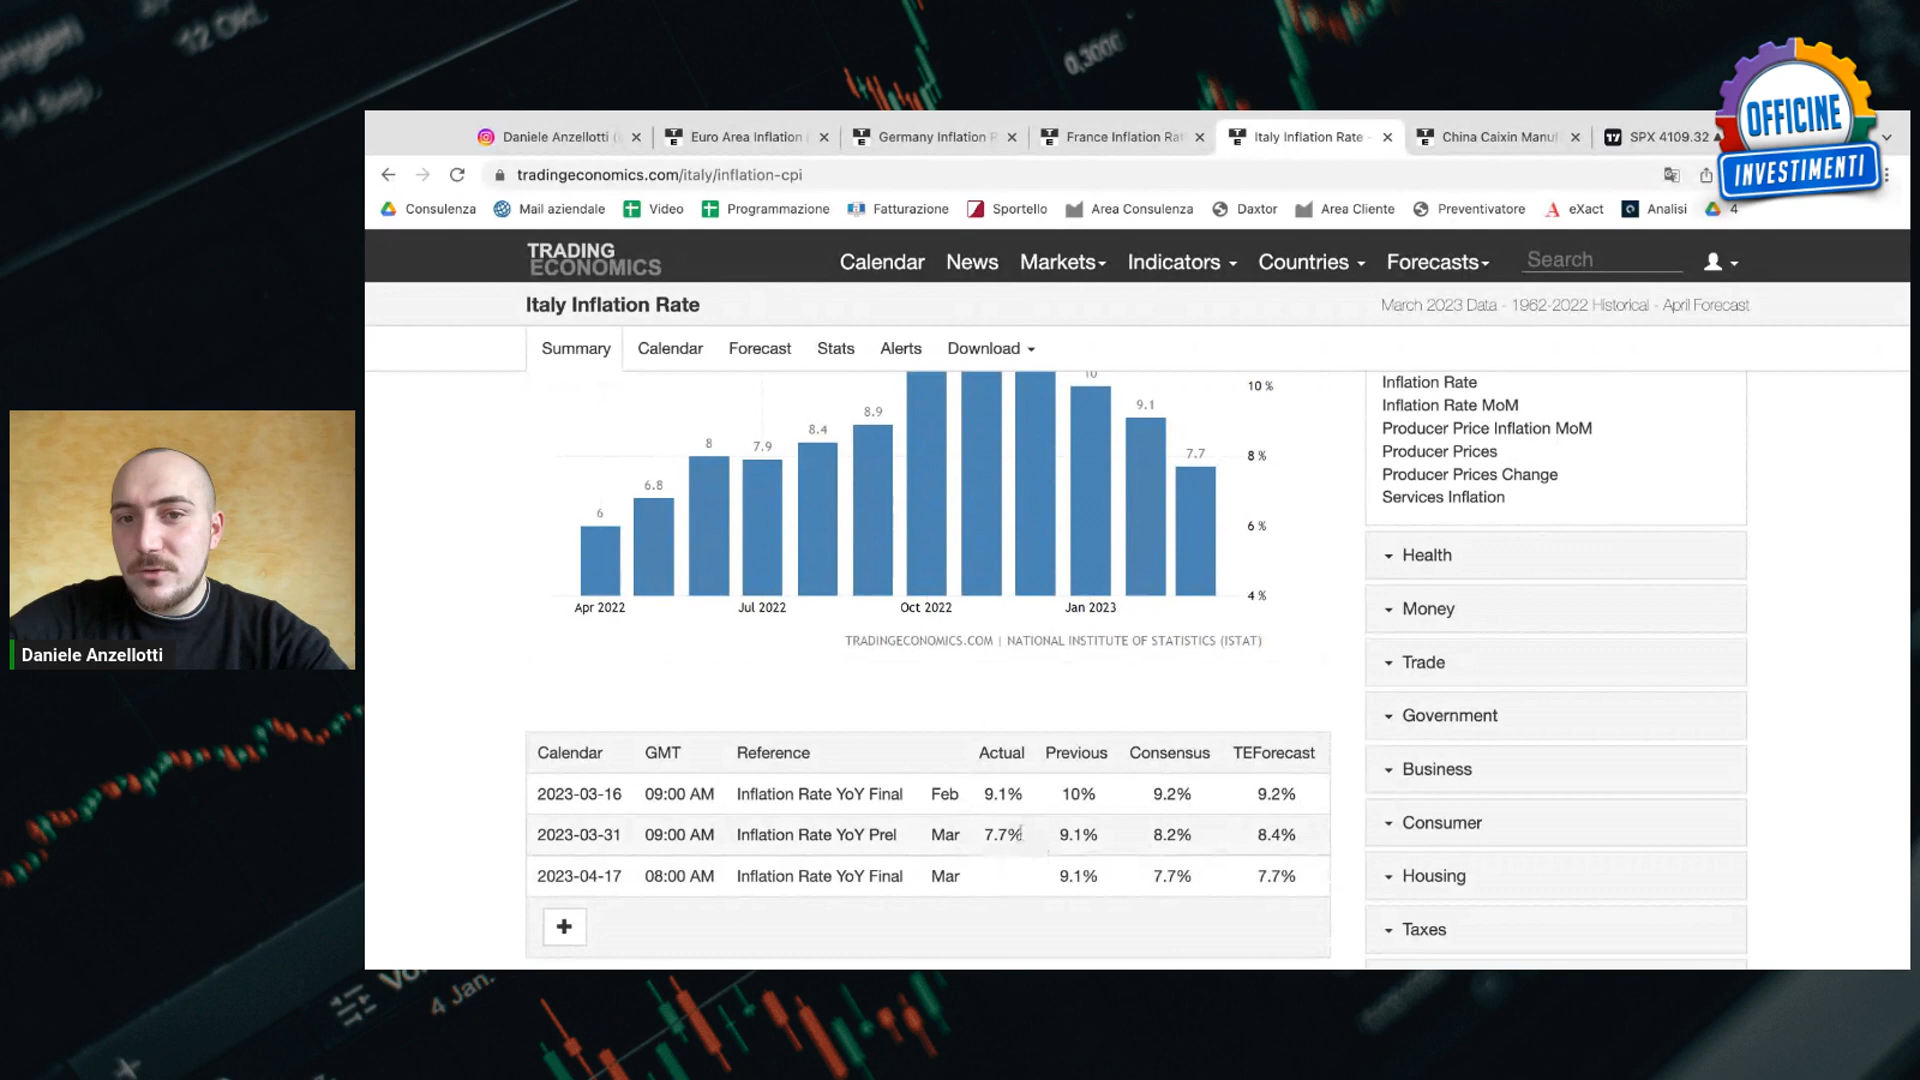 12 Okt.
0,3000
OFFICINE
INVESTIMENTI
Daniele Anzellotti (
Euro Area Inflation
Germany Inflation R
France Inflation Rat
Italy Inflation Rate -
China Caixin Manuf
SPX 4109.32 ▲
tradingeconomics.com/italy/inflation-cpi
Consulenza
Mail aziendale
Video
Programmazione
Fatturazione
Sportello
Area Consulenza
Daxtor
Area Cliente
Preventivatore
eXact
Analisi
4
TRADING
ECONOMICS
Calendar
News
Markets
Indicators
Countries
Forecasts
Search
Italy Inflation Rate
March 2023 Data - 1962-2022 Historical - April Forecast
Summary
Calendar
Forecast
Stats
Alerts
Download
6
6.8
8
7.9
8.4
8.9
10
9.1
7.7
10 %
8 %
6 %
4 %
Apr 2022
Jul 2022
Oct 2022
Jan 2023
TRADINGECONOMICS.COM | NATIONAL INSTITUTE OF STATISTICS (ISTAT)
Inflation Rate
Inflation Rate MoM
Producer Price Inflation MoM
Producer Prices
Producer Prices Change
Services Inflation
Health
Money
Trade
Government
Business
Consumer
Housing
Taxes
Daniele Anzellotti
Calendar GMT Reference Actual Previous Consensus TEForecast
2023-03-16 09:00 AM Inflation Rate YoY Final Feb 9.1% 10% 9.2% 9.2%
2023-03-31 09:00 AM Inflation Rate YoY Prel Mar 7.7% 9.1% 8.2% 8.4%
2023-04-17 08:00 AM Inflation Rate YoY Final Mar 9.1% 7.7% 7.7%
+
4 Jan.